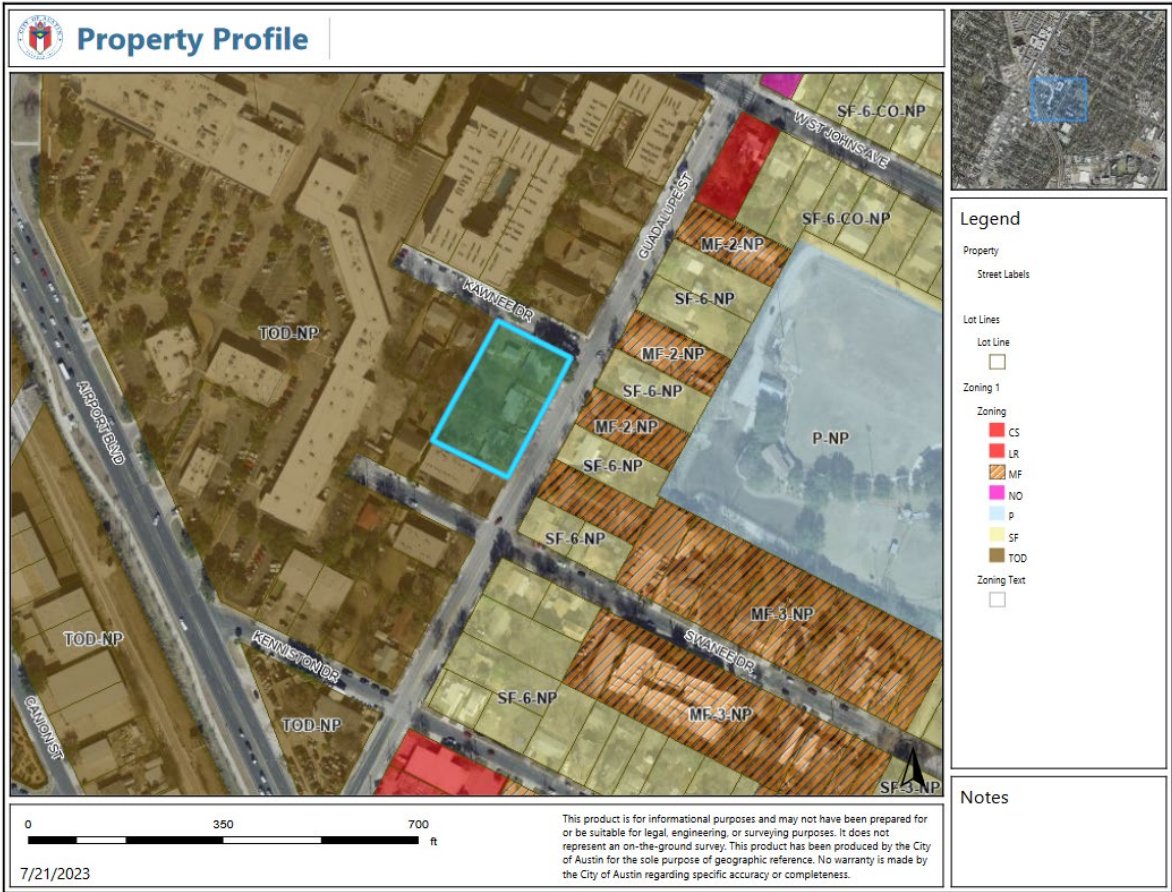 Property Profile
SF-6-CO-NP
W ST JOHNS AVE
GUADALUPE ST
SF-6-CO-NP
MF-2-NP
KAWNEE DR
SF-6-NP
TOD-NP
MF-2-NP
SF-6-NP
AIRPORT BLVD
MF-2-NP
P-NP
SF-6-NP
SF-6-NP
MF-3-NP
TOD-NP
KENNISTON DR
SWANEE DR
SF-6-NP
MF-3-NP
CANION ST
TOD-NP
SF-3-NP
Legend
Property
Street Labels
Lot Lines
Lot Line
Zoning 1
Zoning
CS
LR
MF
NO
P
SF
TOD
Zoning Text
Notes
0 350 700
ft
7/21/2023
This product is for informational purposes and may not have been prepared for
or be suitable for legal, engineering, or surveying purposes. It does not
represent an on-the-ground survey. This product has been produced by the City
of Austin for the sole purpose of geographic reference. No warranty is made by
the City of Austin regarding specific accuracy or completeness.